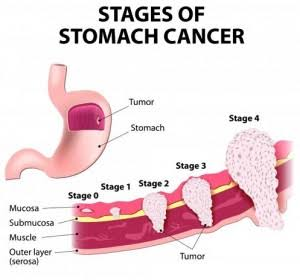 STAGES OF
STOMACH CANCER
Tumor
Stomach
Stage 0
Stage 1
Stage 2
Stage 3
Stage 4
Mucosa
Submucosa
Muscle
Outer layer
(serosa)
Tumor